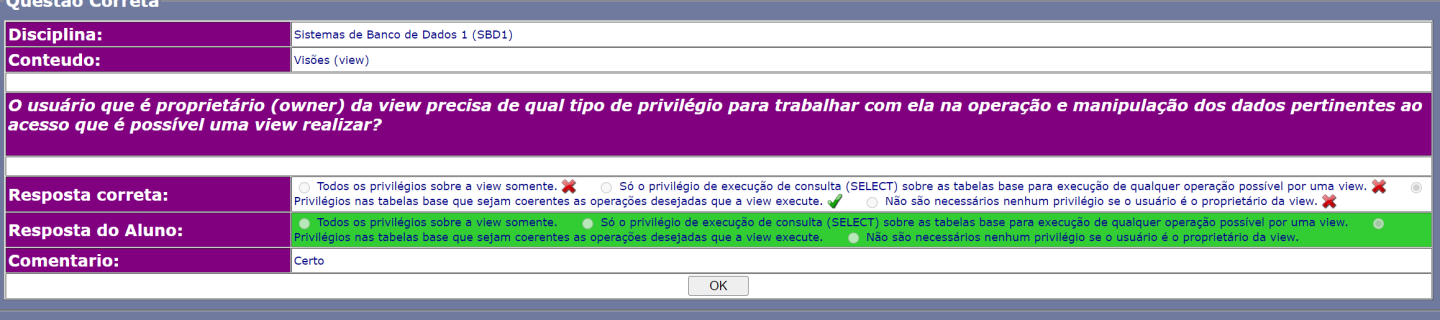 Questão Correta
Disciplina: Sistemas de Banco de Dados 1 (SBD1)
Conteudo: Visões (view)
O usuário que é proprietário (owner) da view precisa de qual tipo de privilégio para trabalhar com ela na operação e manipulação dos dados pertinentes ao
acesso que é possível uma view realizar?
Resposta correta: Todos os privilégios sobre a view somente. Só o privilégio de execução de consulta (SELECT) sobre as tabelas base para execução de qualquer operação possível por uma view.
Privilégios nas tabelas base que sejam coerentes as operações desejadas que a view execute. Não são necessários nenhum privilégio se o usuário é o proprietário da view.
Resposta do Aluno: Todos os privilégios sobre a view somente. Só o privilégio de execução de consulta (SELECT) sobre as tabelas base para execução de qualquer operação possível por uma view.
Privilégios nas tabelas base que sejam coerentes as operações desejadas que a view execute. Não são necessários nenhum privilégio se o usuário é o proprietário da view.
Comentario: Certo
OK